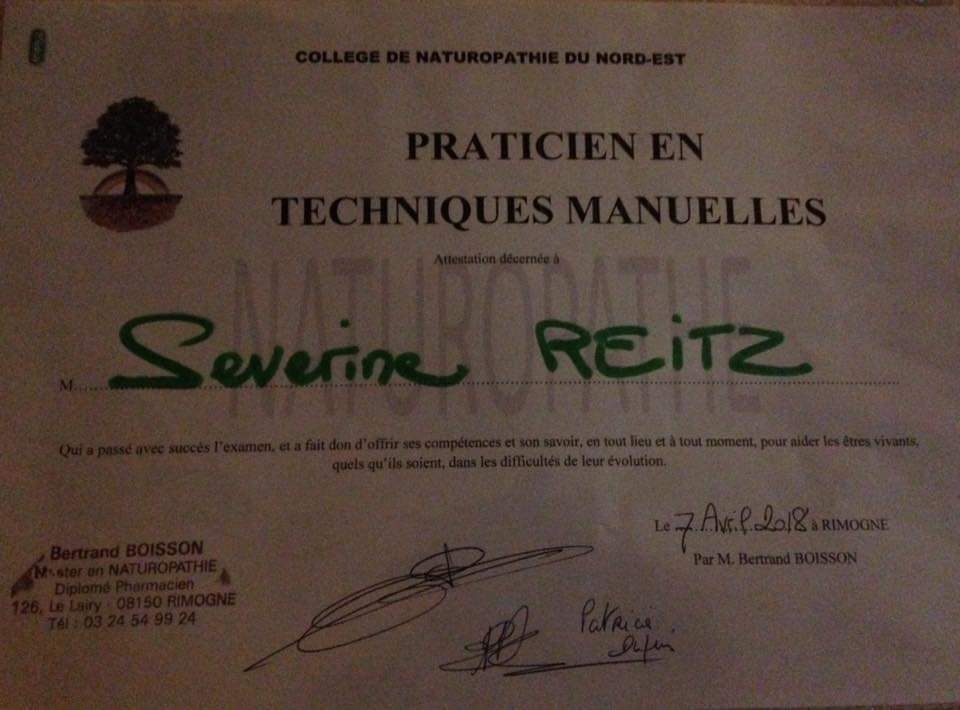 COLLEGE DE NATUROPATHIE DU NORD-EST
PRATICIEN EN
TECHNIQUES MANUELLES
Attestation décernée à
NATUROPATHE
M Severine REITZ
Qui a passé avec succès l'examen, et a fait don d'offrir ses compétences et son savoir, en tout lieu et à tout moment, pour aider les êtres vivants,
quels qu'ils soient, dans les difficultés de leur évolution.
Le 7 Avril 2018 à RIMOGNE
Par M. Bertrand BOISSON
Bertrand BOISSON
Master en NATUROPATHIE
Diplomé Pharmacien
126, Le Lairy - 08150 RIMOGNE
Tél : 03 24 54 99 24
Patricia